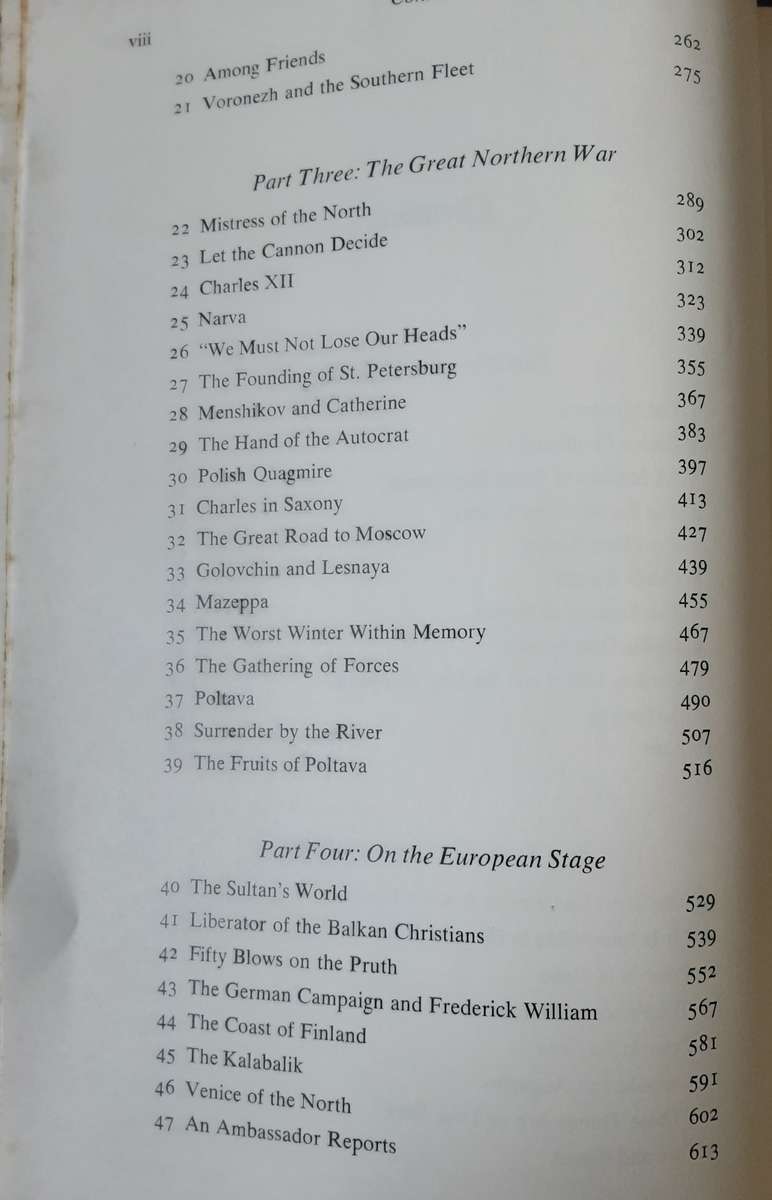 viii
20 Among Friends 262
21 Voronezh and the Southern Fleet 275
Part Three: The Great Northern War
22 Mistress of the North 289
23 Let the Cannon Decide 302
24 Charles XII 312
25 Narva 323
26 “We Must Not Lose Our Heads” 339
27 The Founding of St. Petersburg 355
28 Menshikov and Catherine 367
29 The Hand of the Autocrat 383
30 Polish Quagmire 397
31 Charles in Saxony 413
32 The Great Road to Moscow 427
33 Golovchin and Lesnaya 439
34 Mazeppa 455
35 The Worst Winter Within Memory 467
36 The Gathering of Forces 479
37 Poltava 490
38 Surrender by the River 507
39 The Fruits of Poltava 516
Part Four: On the European Stage
40 The Sultan’s World 529
41 Liberator of the Balkan Christians 539
42 Fifty Blows on the Pruth 552
43 The German Campaign and Frederick William 567
44 The Coast of Finland 581
45 The Kalabalik 591
46 Venice of the North 602
47 An Ambassador Reports 613